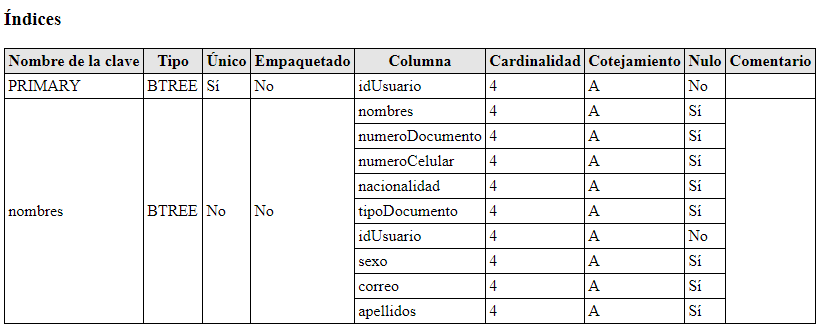 Índices
Nombre de la clave Tipo Único Empaquetado Columna Cardinalidad Cotejamiento Nulo Comentario
PRIMARY BTREE Sí No idUsuario 4 A No
nombres BTREE No No nombres 4 A Sí
numeroDocumento 4 A Sí
numeroCelular 4 A Sí
nacionalidad 4 A Sí
tipoDocumento 4 A Sí
idUsuario 4 A No
sexo 4 A Sí
correo 4 A Sí
apellidos 4 A Sí